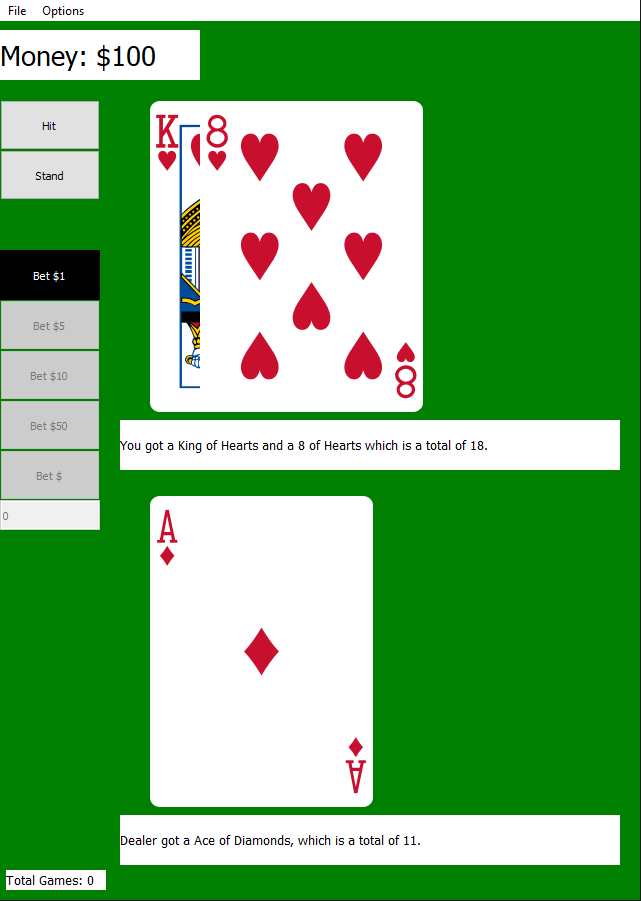 File Options
Money: $100
Hit
Stand
Bet $1
Bet $5
Bet $10
Bet $50
Bet $
0
K 8
8
You got a King of Hearts and a 8 of Hearts which is a total of 18.
A
A
Dealer got a Ace of Diamonds, which is a total of 11.
Total Games: 0